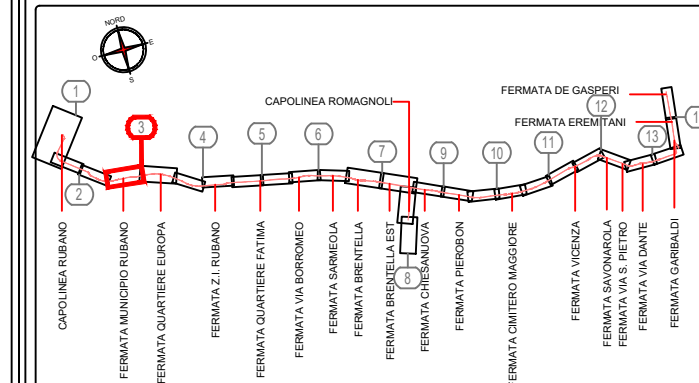 NORD
O
E
S
1
2
3
4
5
6
7
8
9
10
11
12
13
CAPOLINEA ROMAGNOLI
FERMATA DE GASPERI
FERMATA EREMITANI
CAPOLINEA RUBANO
FERMATA MUNICIPIO RUBANO
FERMATA QUARTIERE EUROPA
FERMATA Z.I. RUBANO
FERMATA QUARTIERE FATIMA
FERMATA VIA BORROMEO
FERMATA SARMEOLA
FERMATA BRENTELLA
FERMATA BRENTELLA EST
FERMATA CHIESANUOVA
FERMATA PIEROBON
FERMATA CIMITERO MAGGIORE
FERMATA VICENZA
FERMATA SAVONAROLA
FERMATA VIA S. PIETRO
FERMATA VIA DANTE
FERMATA GARIBALDI